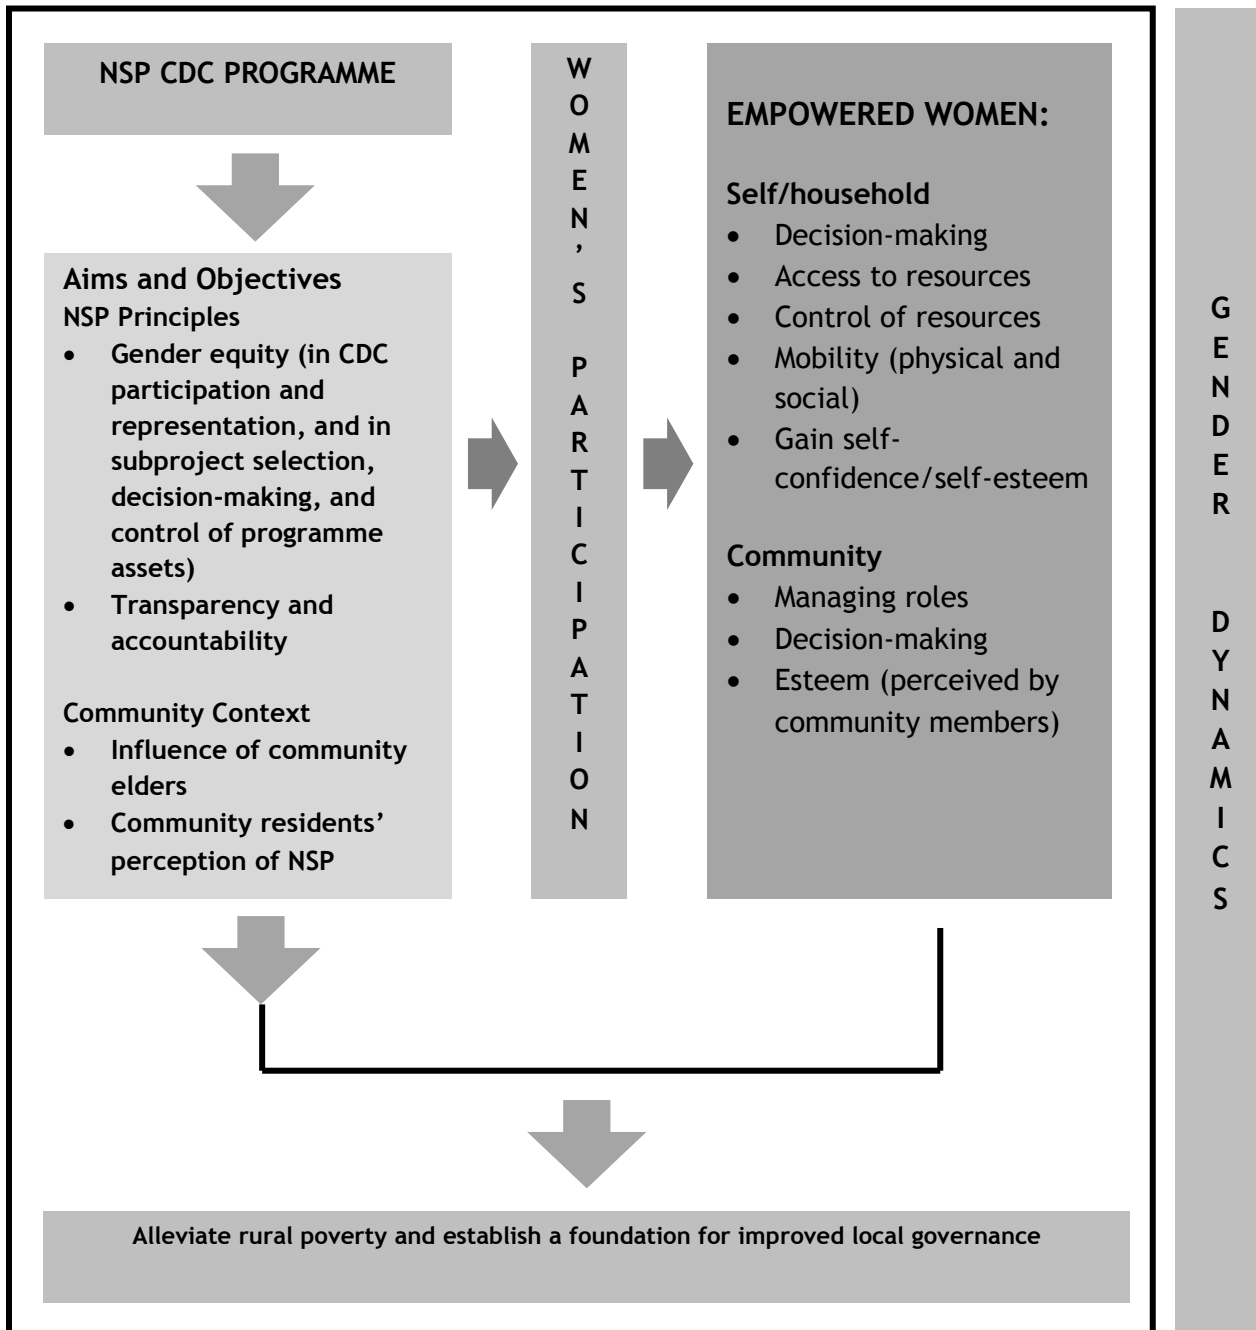 NSP CDC PROGRAMME
Aims and Objectives
NSP Principles
• Gender equity (in CDC
participation and
representation, and in
subproject selection,
decision-making, and
control of programme
assets)
• Transparency and
accountability
Community Context
• Influence of community
elders
• Community residents’
perception of NSP
WOMEN’S PARTICIPATION
EMPOWERED WOMEN:
Self/household
• Decision-making
• Access to resources
• Control of resources
• Mobility (physical and
social)
• Gain self-
confidence/self-esteem
Community
• Managing roles
• Decision-making
• Esteem (perceived by
community members)
Alleviate rural poverty and establish a foundation for improved local governance
GENDER DYNAMICS